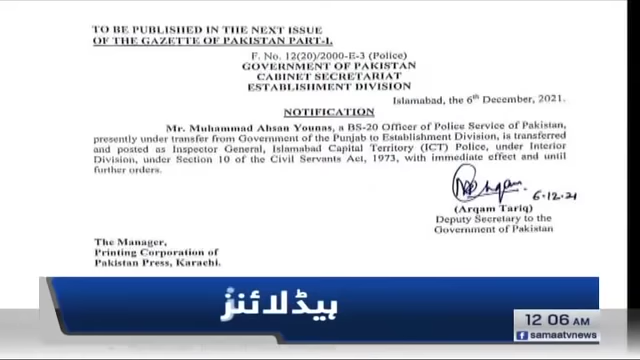 TO BE PUBLISHED IN THE NEXT ISSUE
OF THE GAZETTE OF PAKISTAN PART-I.
F. No. 12(20)/2000-E-3 (Police)
GOVERNMENT OF PAKISTAN
CABINET SECRETARIAT
ESTABLISHMENT DIVISION
Islamabad, the 6th December, 2021.
NOTIFICATION
Mr. Muhammad Ahsan Younas, a BS-20 Officer of Police Service of Pakistan,
presently under transfer from Government of the Punjab to Establishment Division, is transferred
and posted as Inspector General, Islamabad Capital Territory (ICT) Police, under Interior
Division, under Section 10 of the Civil Servants Act, 1973, with immediate effect and until
further orders.
6-12-21
(Arqam Tariq)
Deputy Secretary to the
Government of Pakistan
The Manager,
Printing Corporation of
Pakistan Press, Karachi.
ہیڈلائنز
12 06 AM
samaatvnews